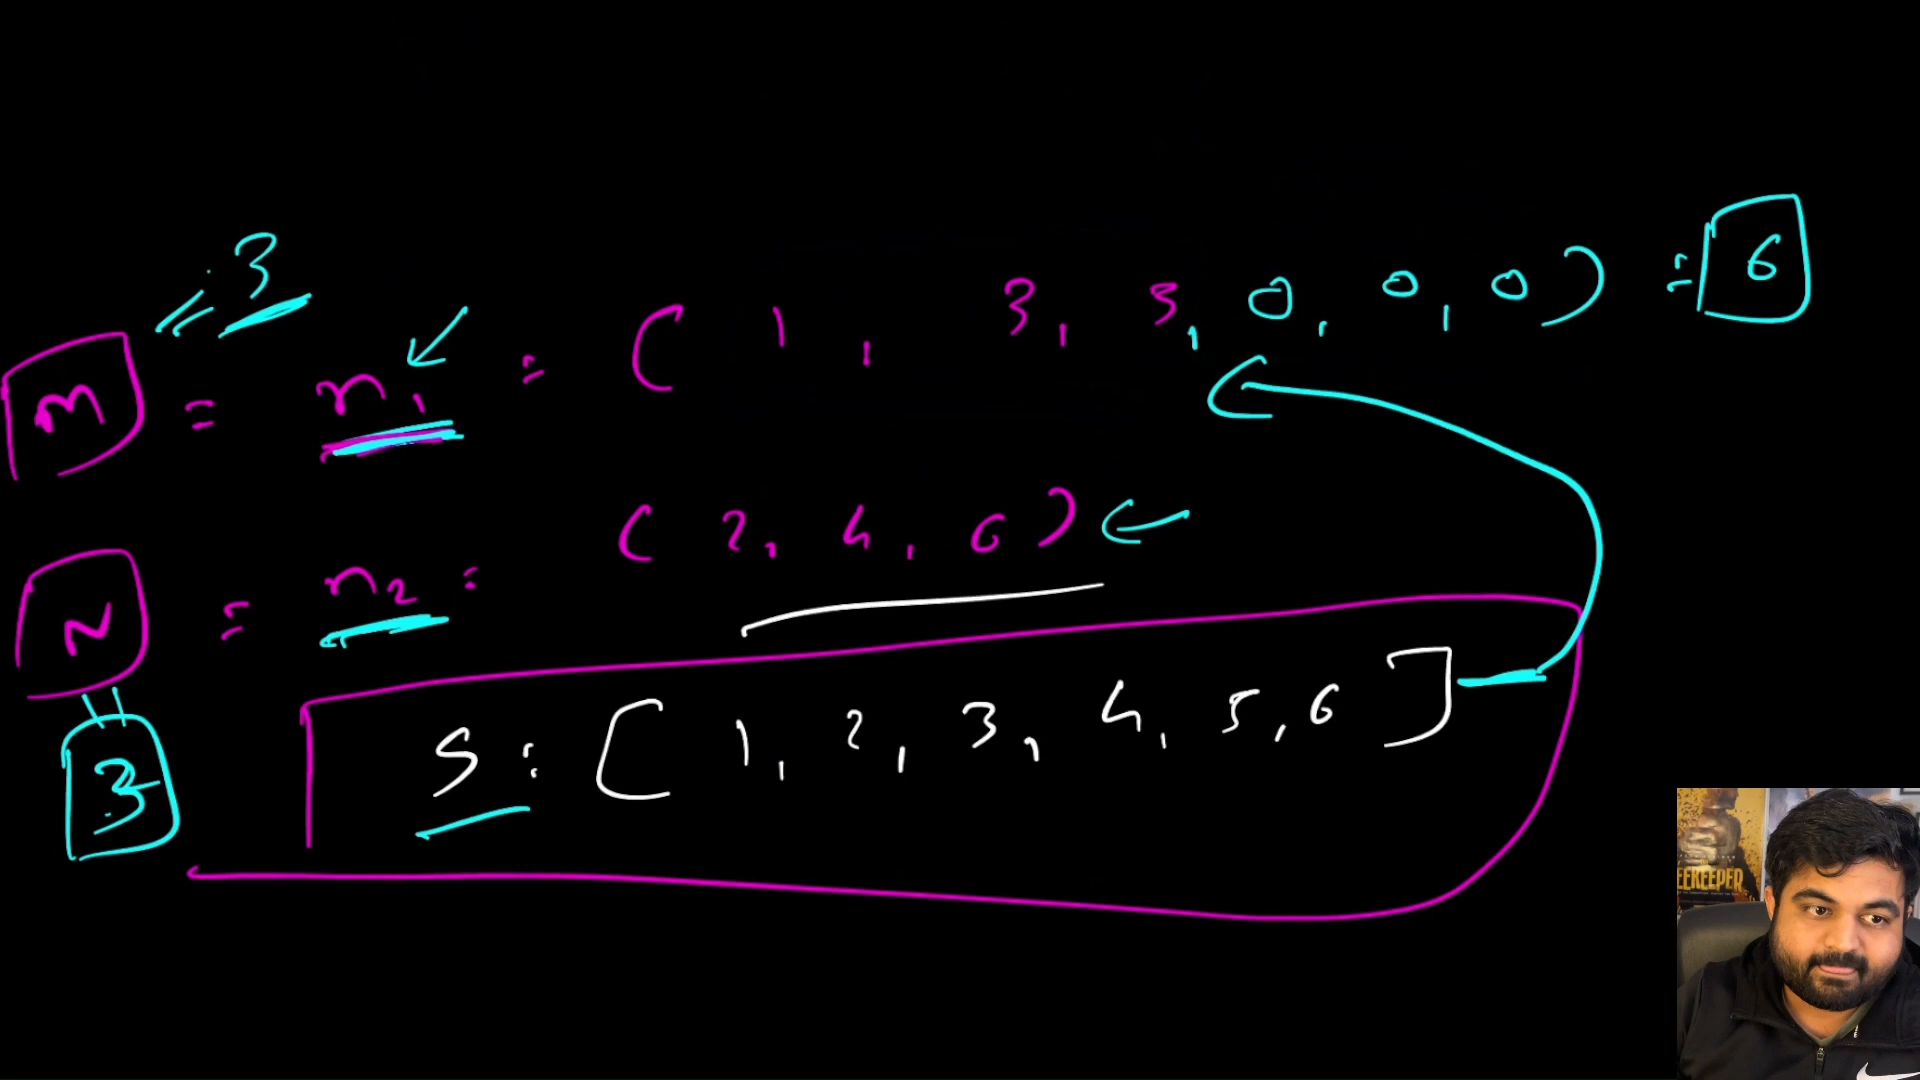 = 3
M = n₁ = ( 1 , 3 , 5 , 0 , 0 , 0 ) = 6
N = n₂ = ( 2 , 4 , 6 )
3
S : [ 1 , 2 , 3 , 4 , 5 , 6 ]
EEKEEPER